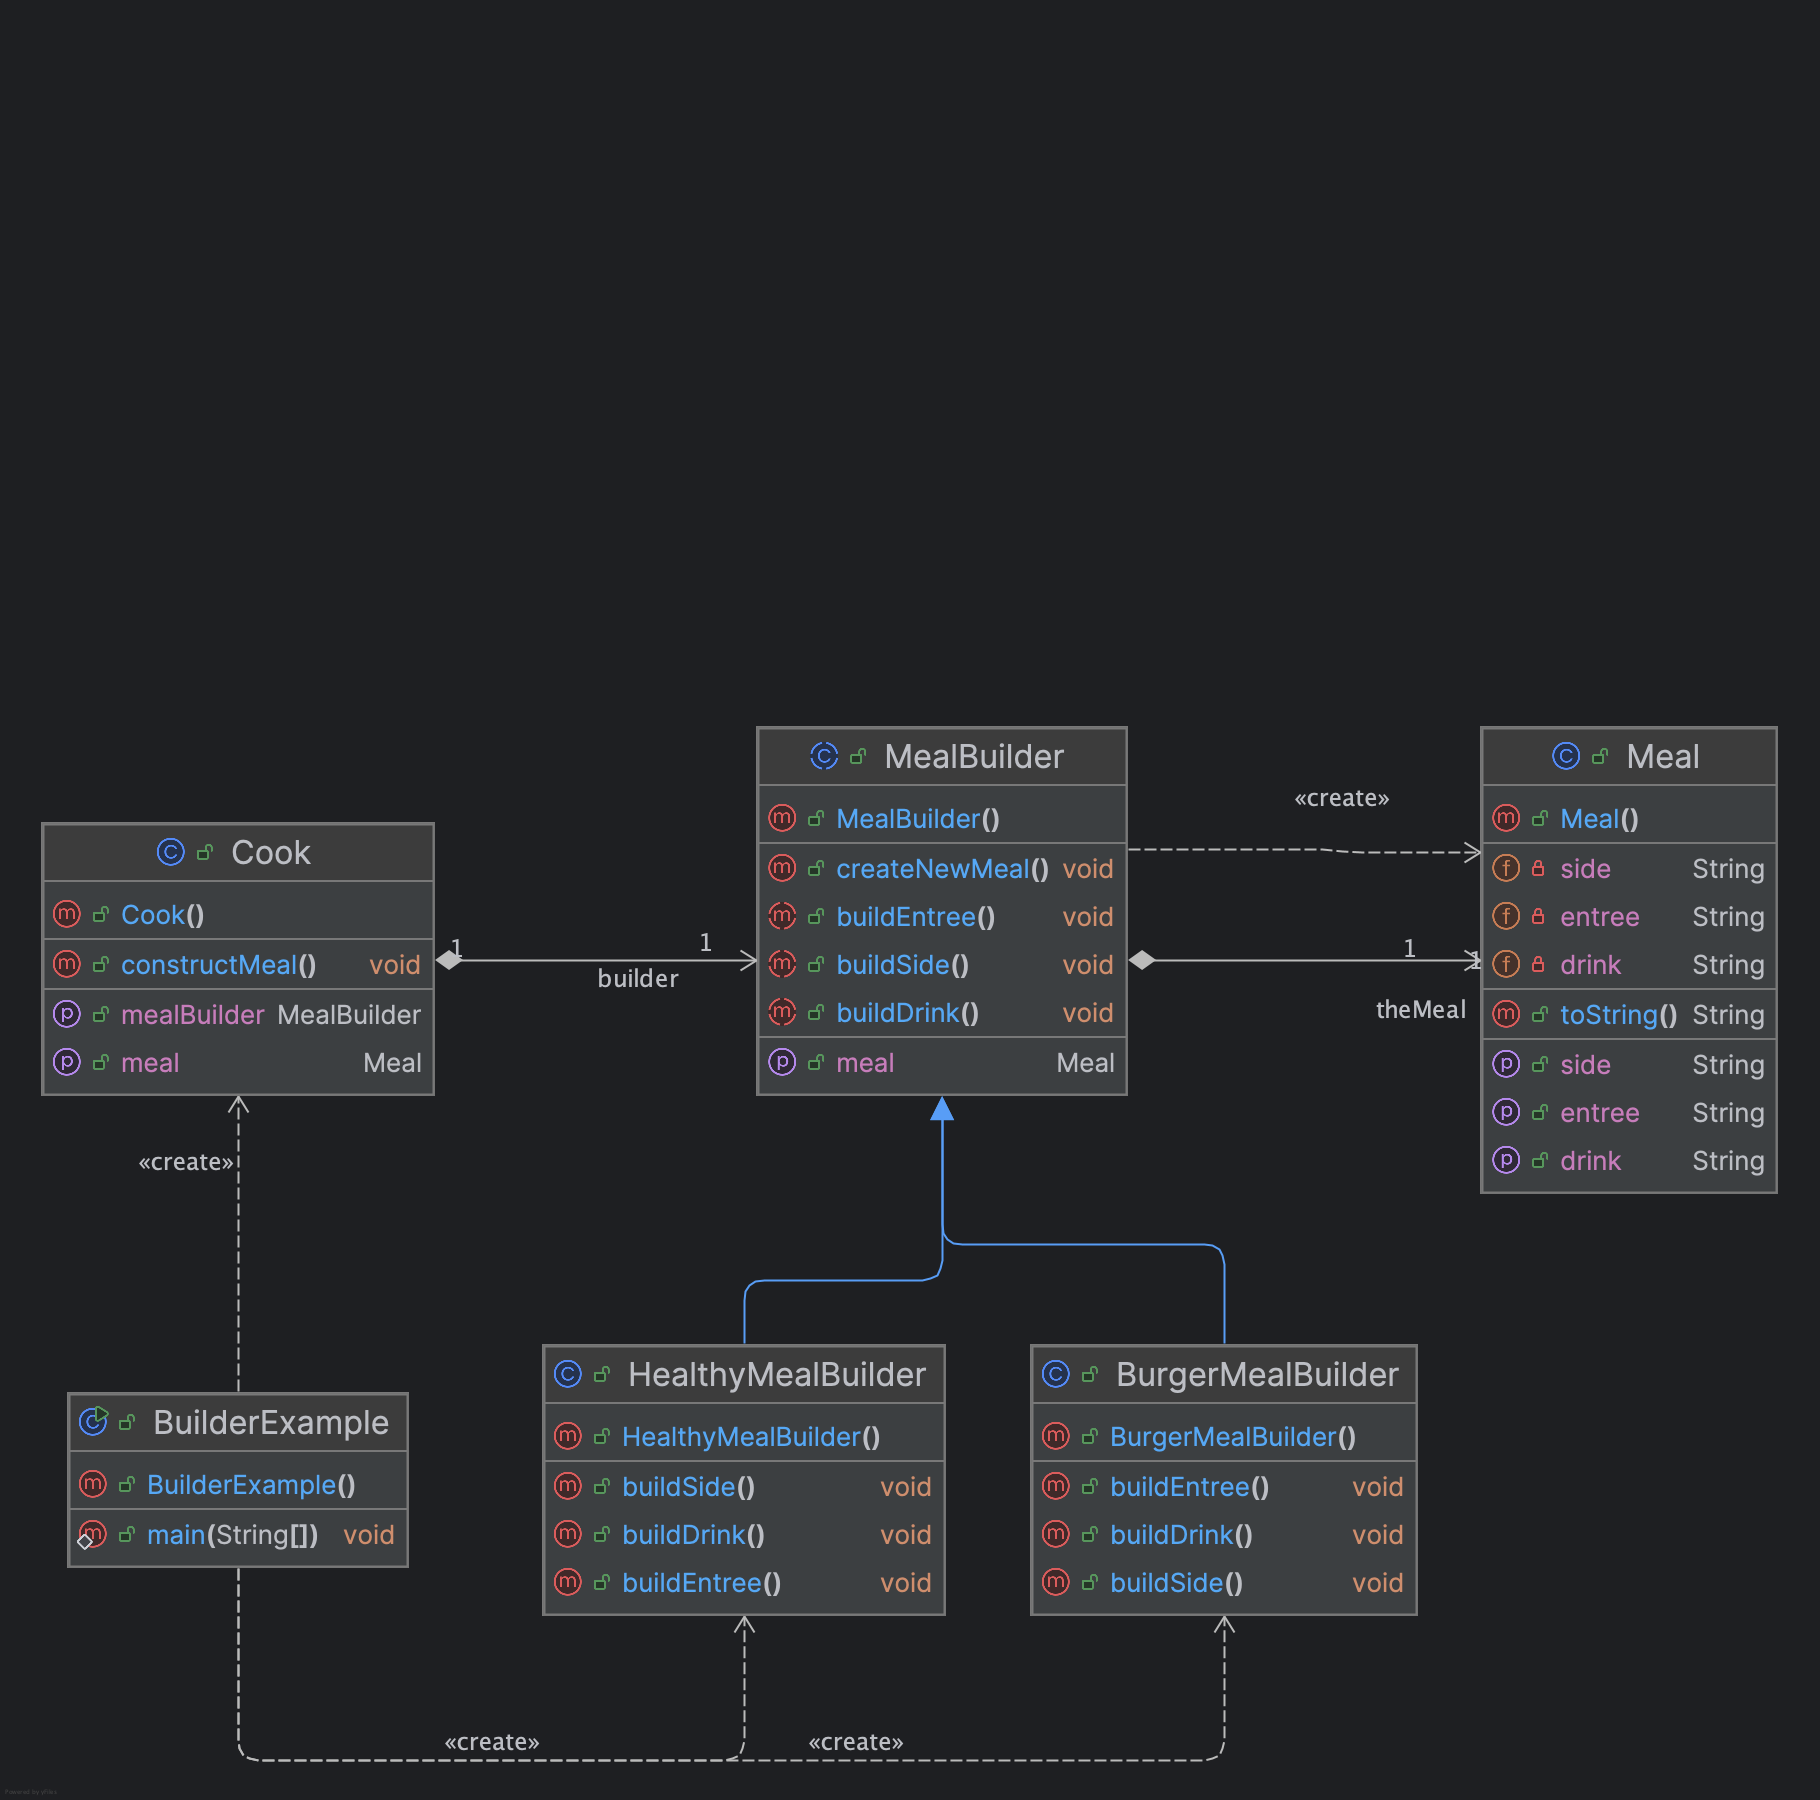 MealBuilder
MealBuilder()
createNewMeal() void
buildEntree() void
buildSide() void
buildDrink() void
meal Meal
«create»
1
1
theMeal
Meal
Meal()
side String
entree String
drink String
toString() String
side String
entree String
drink String
Cook
Cook()
constructMeal() void
mealBuilder MealBuilder
meal Meal
1
1
builder
«create»
BuilderExample
BuilderExample()
main(String[]) void
HealthyMealBuilder
HealthyMealBuilder()
buildSide() void
buildDrink() void
buildEntree() void
BurgerMealBuilder
BurgerMealBuilder()
buildEntree() void
buildDrink() void
buildSide() void
«create»
«create»